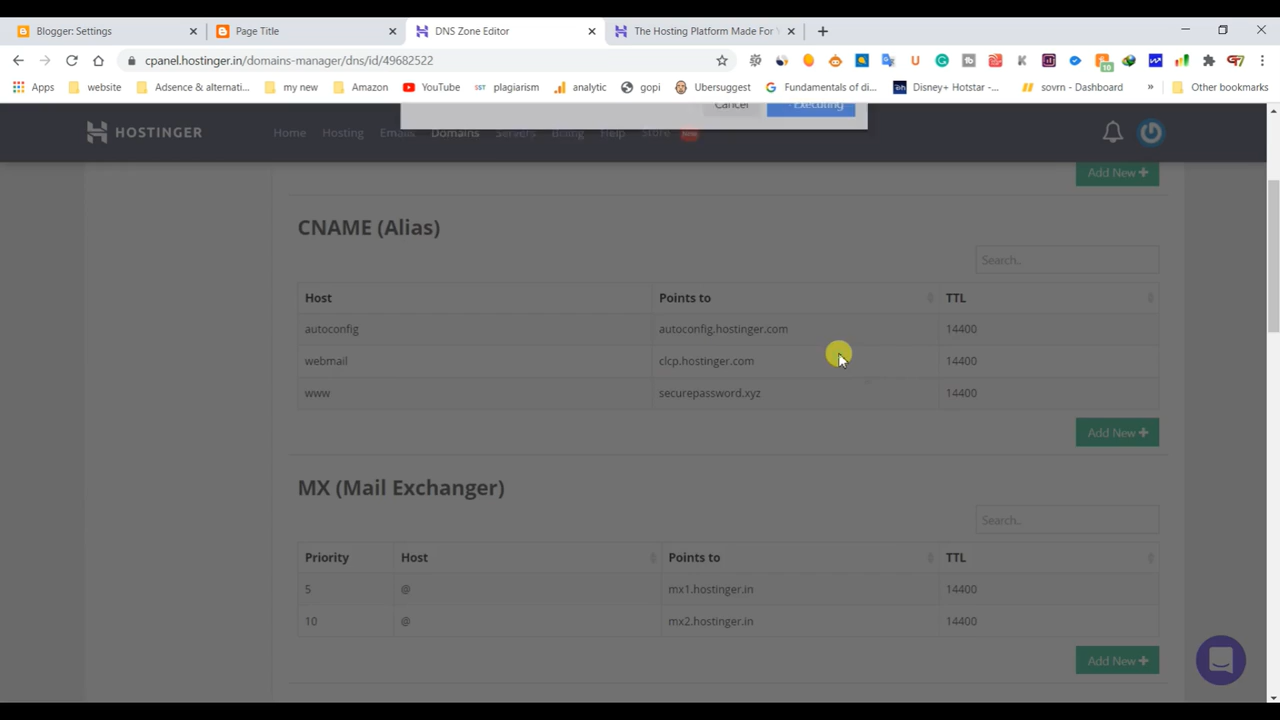 Blogger: Settings
Page Title
DNS Zone Editor
The Hosting Platform Made For
cpanel.hostinger.in/domains-manager/dns/id/49682522
10
Apps
website
Adsence & alternati...
my new
Amazon
YouTube
SST
plagiarism
analytic
gopi
Ubersuggest
Fundamentals of di...
Disney+ Hotstar -...
sovrn - Dashboard
»
Other bookmarks
Cancel
Executing
HOSTINGER
Home
Hosting
Emails
Domains
Servers
Billing
Help
Store
Add New +
CNAME (Alias)
Search..
Host
Points to
TTL
autoconfig
autoconfig.hostinger.com
14400
webmail
clcp.hostinger.com
14400
www
securepassword.xyz
14400
Add New +
MX (Mail Exchanger)
Search..
Priority
Host
Points to
TTL
5
@
mx1.hostinger.in
14400
10
@
mx2.hostinger.in
14400
Add New +